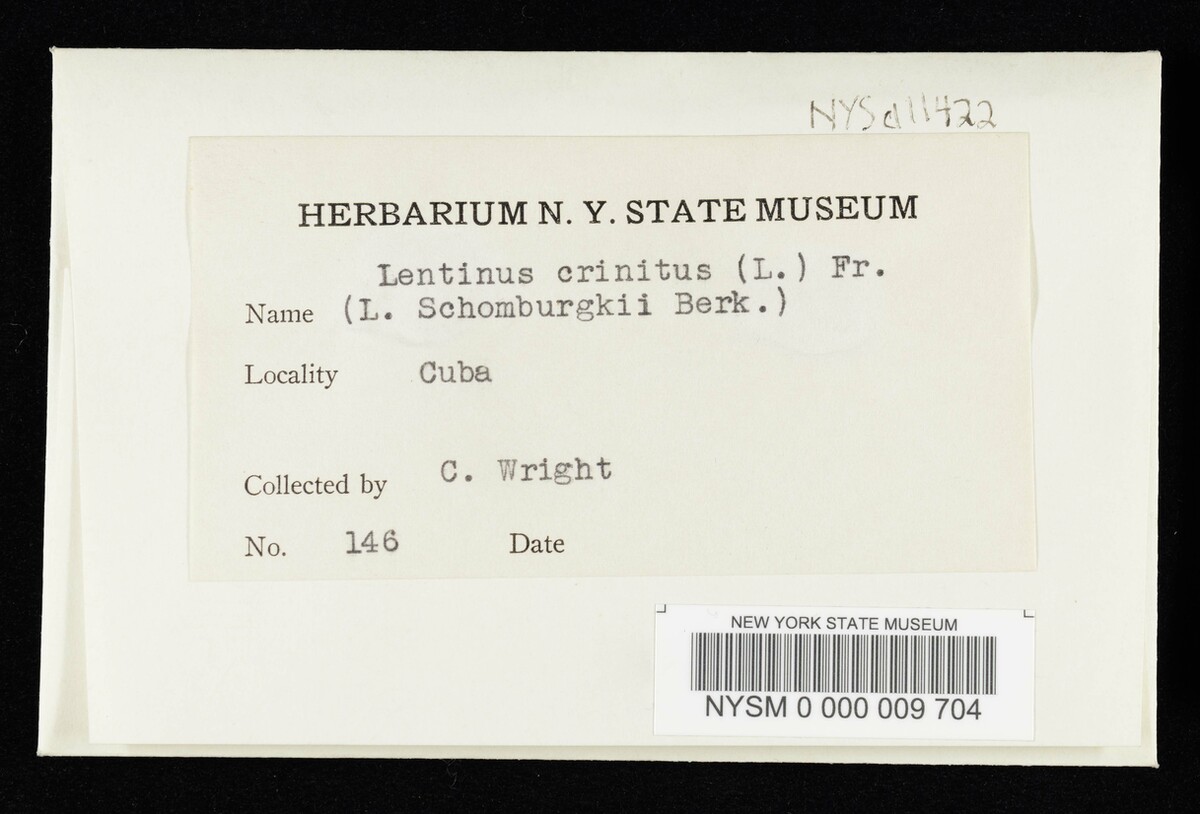 NYSd11422
HERBARIUM N. Y. STATE MUSEUM
Lentinus crinitus (L.) Fr.
Name (L. Schomburgkii Berk.)
Locality Cuba
Collected by C. Wright
No. 146 Date
NEW YORK STATE MUSEUM
NYSM 0 000 009 704